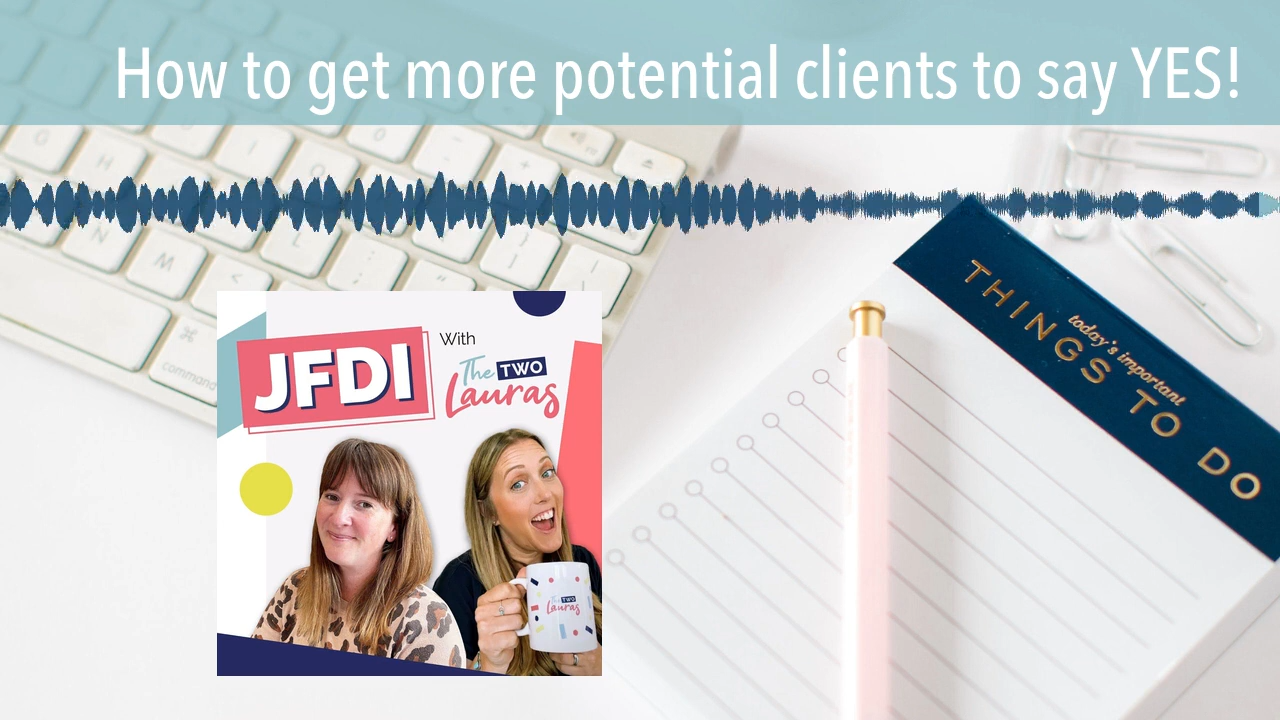 How to get more potential clients to say YES!
JFDI
With
The TWO
Lauras
The TWO
Lauras
today's important
THINGS TO DO
command
G
H
N
M
L